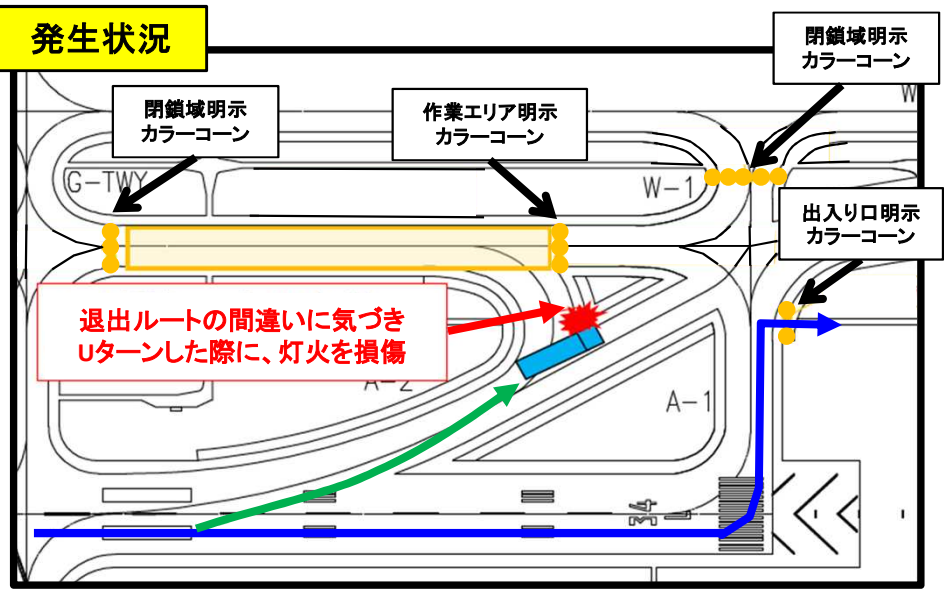 発生状況
閉鎖域明示
カラーコーン
閉鎖域明示
カラーコーン
作業エリア明示
カラーコーン
W
G-TWY
W-1
出入り口明示
カラーコーン
退出ルートの間違いに気づき
Uターンした際に、灯火を損傷
A-2
A-1
34
L